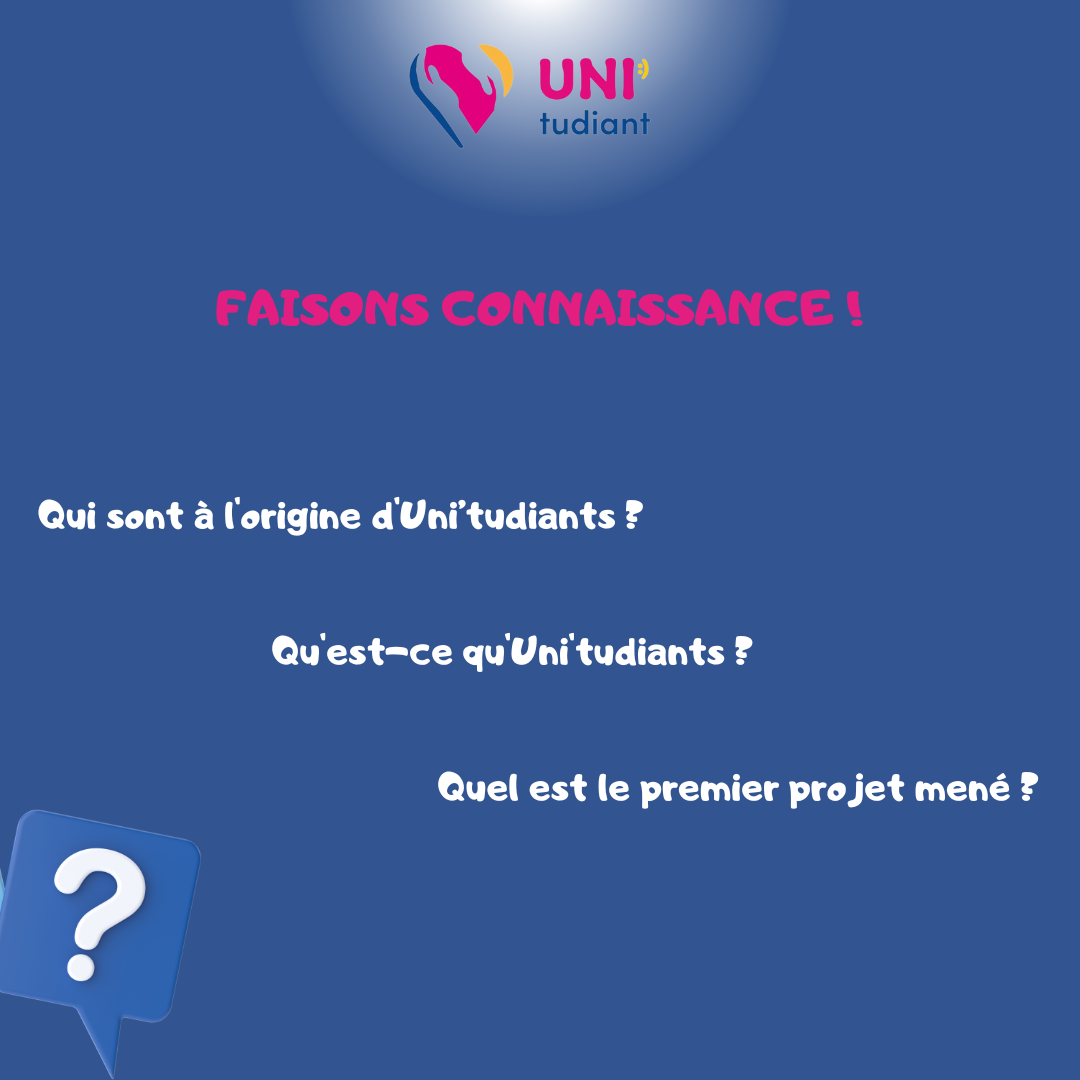 UNI'
tudiant
FAISONS CONNAISSANCE !
Qui sont à l'origine d'Uni’tudiants ?
Qu'est-ce qu'Uni'tudiants ?
Quel est le premier projet mené ?
?